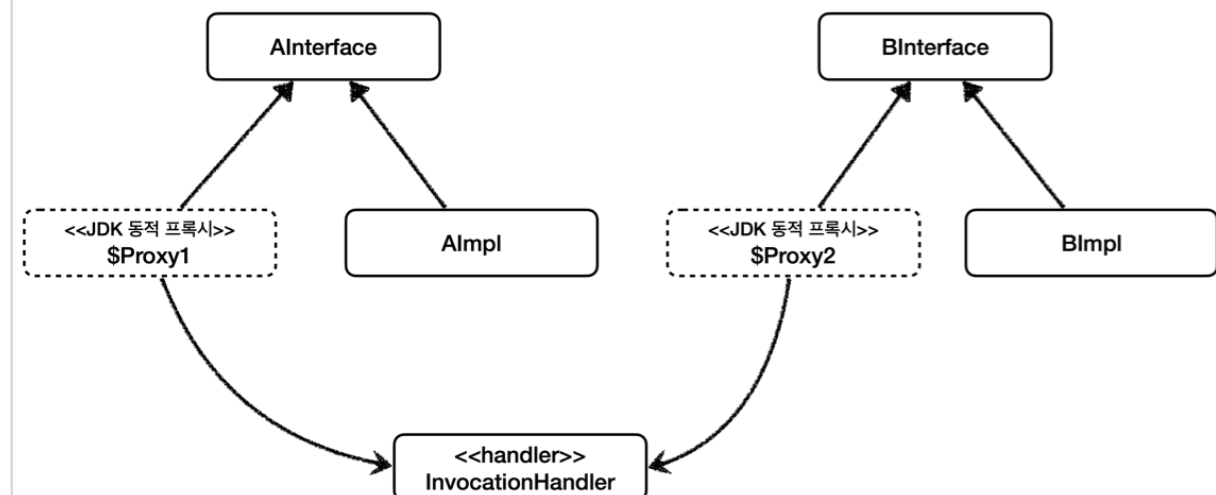 AInterface
BInterface
<<JDK 동적 프록시>>
$Proxy1
AImpl
<<JDK 동적 프록시>>
$Proxy2
BImpl
<<handler>>
InvocationHandler